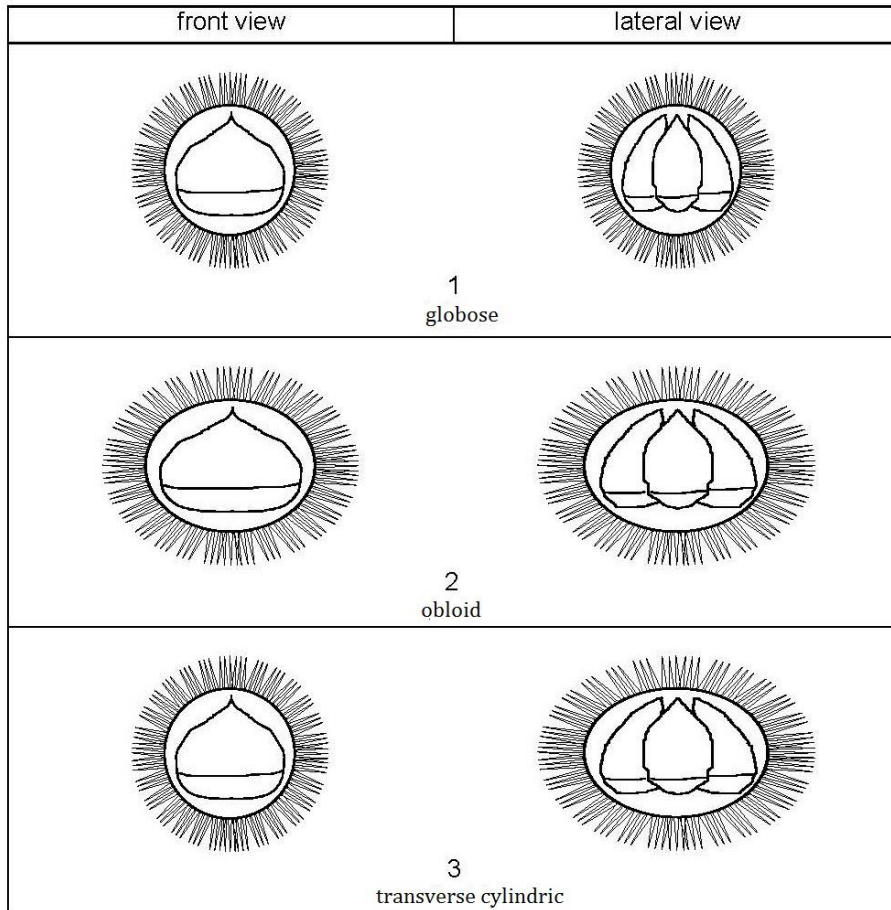 front view lateral view
1
globose
2
obloid
3
transverse cylindric